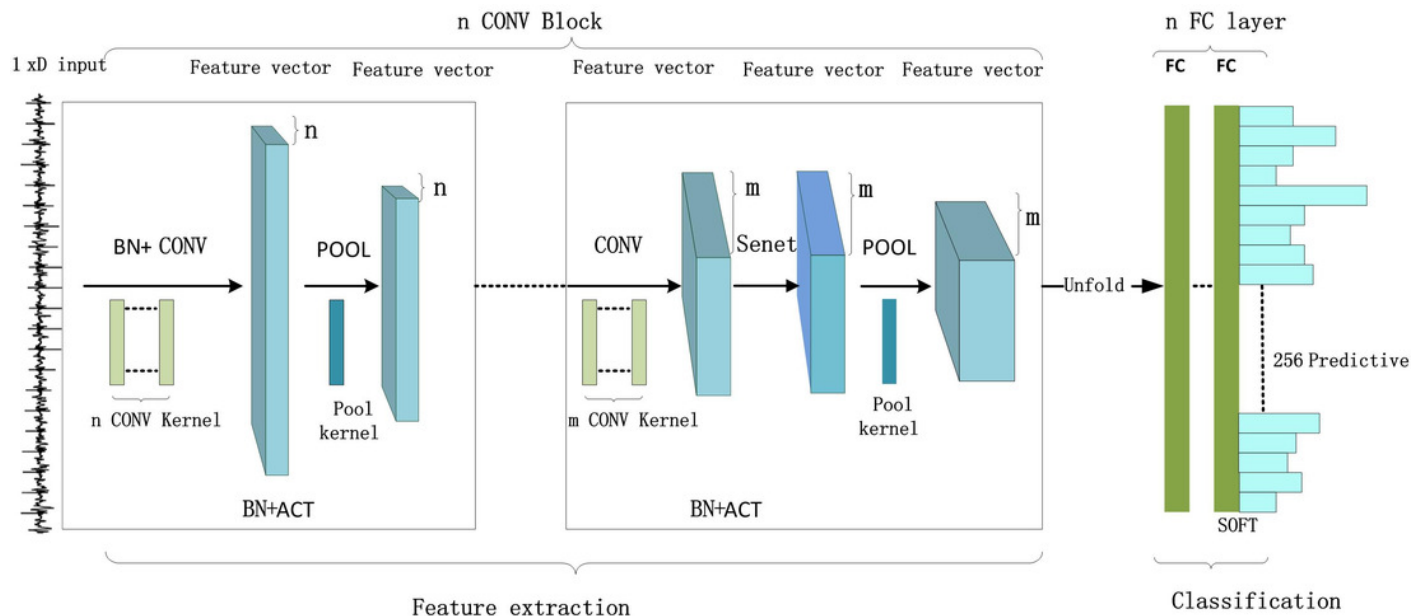 n CONV Block
n FC layer
1 xD input
Feature vector
Feature vector
Feature vector
Feature vector
Feature vector
FC
FC
n
n
m
m
m
BN+ CONV
POOL
CONV
Senet
POOL
Unfold
256 Predictive
n CONV Kernel
Pool
kernel
m CONV Kernel
Pool
kernel
BN+ACT
BN+ACT
SOFT
Feature extraction
Classification